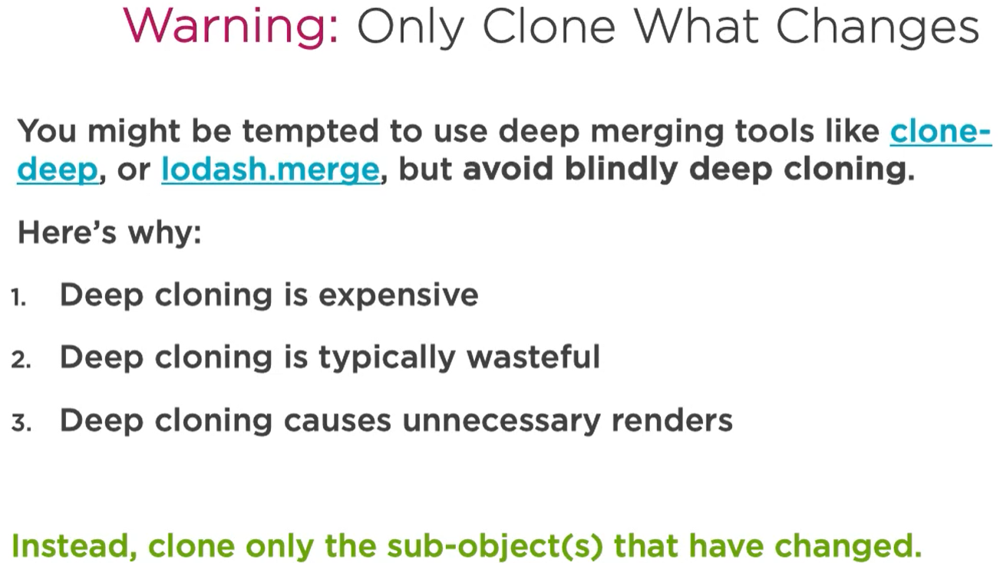 Warning: Only Clone What Changes
You might be tempted to use deep merging tools like clone-
deep, or lodash.merge, but avoid blindly deep cloning.
Here’s why:
1. Deep cloning is expensive
2. Deep cloning is typically wasteful
3. Deep cloning causes unnecessary renders
Instead, clone only the sub-object(s) that have changed.